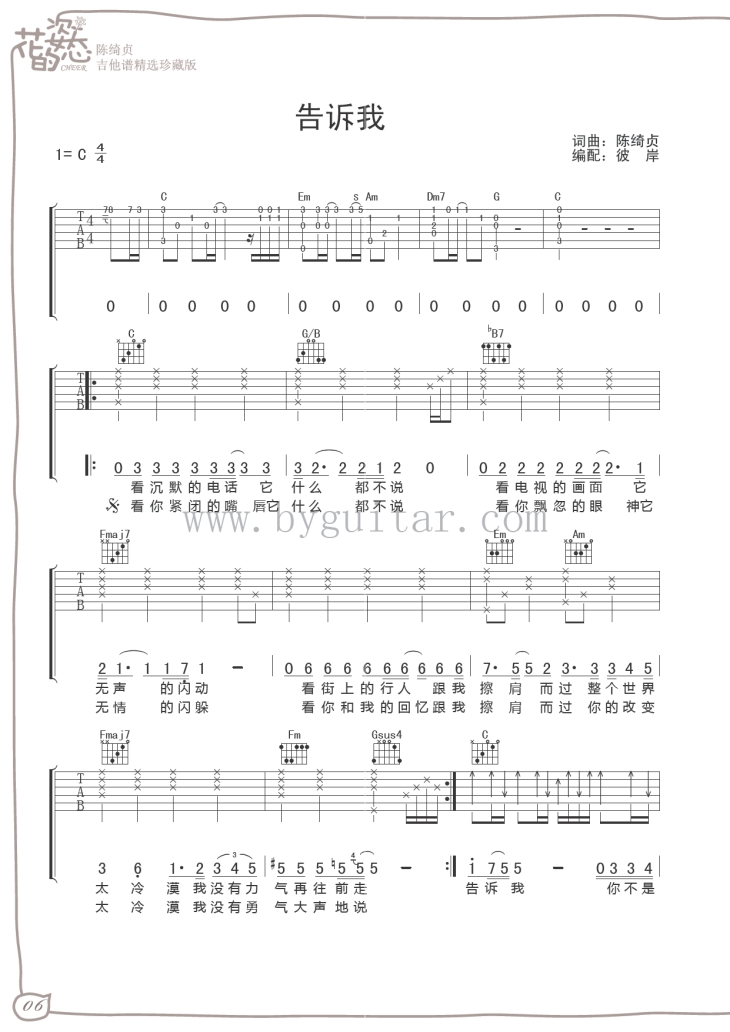 花的姿态
CHEER
陈绮贞
吉他谱精选珍藏版
告诉我
1= C 4/4
词曲：陈绮贞
编配：彼 岸
C Em s Am Dm7 G C
0 0 0 0 0 0 0 0 0 0 0 0 0 0 0 0 0
C G/B ♭B7
0 3 3 3 3 3 3 3 3 3 3 2· 2 2 1 2 0 0 2 2 2 2 2 2 2 2· 1
看沉默的电话 它 什么 都不说 看电视的画面 它
看你紧闭的嘴 唇它 什么 都不说 看你飘忽的眼 神它
www.byguitar.com
Fmaj7 Em Am
2 1· 1 1 7 1 - 0 6 6 6 6 6 6 6 6 6 7· 5 5 2 3· 3 3 4 5
无声 的闪动 看街上的行人 跟我 擦肩 而过 整个世界
无情 的闪躲 看你和我的回忆跟我 擦肩 而过你的改变
Fmaj7 Fm Gsus4 C
3 6 1· 2 3 4 5 ♯5 5 5 ♮5 5 5 - 1 7 5 5 - 0 3 3 4
太 冷 漠我没有力 气再往前走 告诉我 你不是
太 冷 漠我没有勇 气大声地说
06